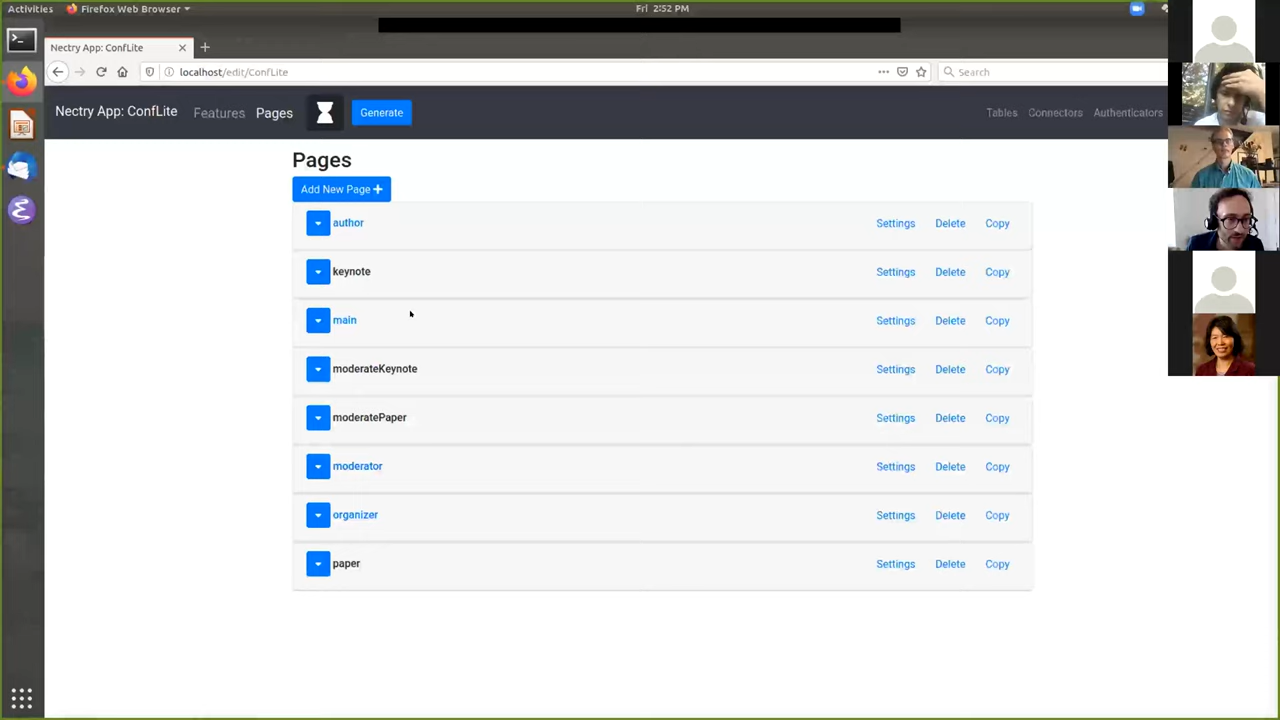 Activities Firefox Web Browser Fri 2:52 PM
Nectry App: ConfLite
localhost/edit/ConfLite Search
Nectry App: ConfLite Features Pages Generate Tables Connectors Authenticators
Pages
Add New Page +
author Settings Delete Copy
keynote Settings Delete Copy
main Settings Delete Copy
moderateKeynote Settings Delete Copy
moderatePaper Settings Delete Copy
moderator Settings Delete Copy
organizer Settings Delete Copy
paper Settings Delete Copy